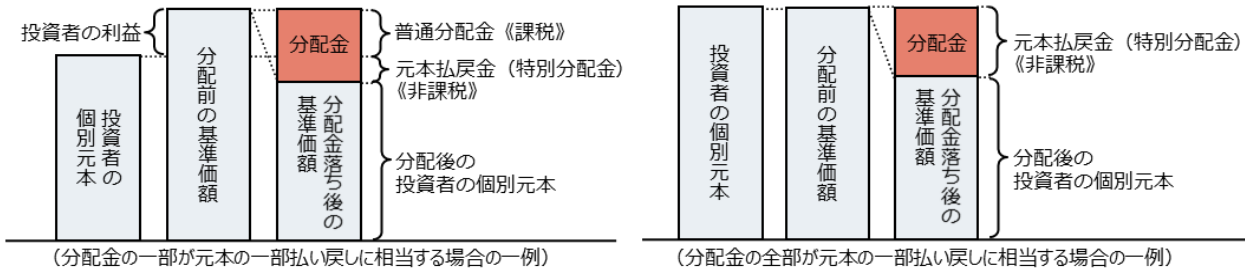 投資者の利益
投資者の
個別元本
分配前の基準価額
分配金
分配金落ち後の
基準価額
普通分配金《課税》
元本払戻金（特別分配金）
《非課税》
分配後の
投資者の個別元本
（分配金の一部が元本の一部払い戻しに相当する場合の一例）
投資者の個別元本
分配前の基準価額
分配金
分配金落ち後の
基準価額
元本払戻金（特別分配金）
《非課税》
分配後の
投資者の個別元本
（分配金の全部が元本の一部払い戻しに相当する場合の一例）